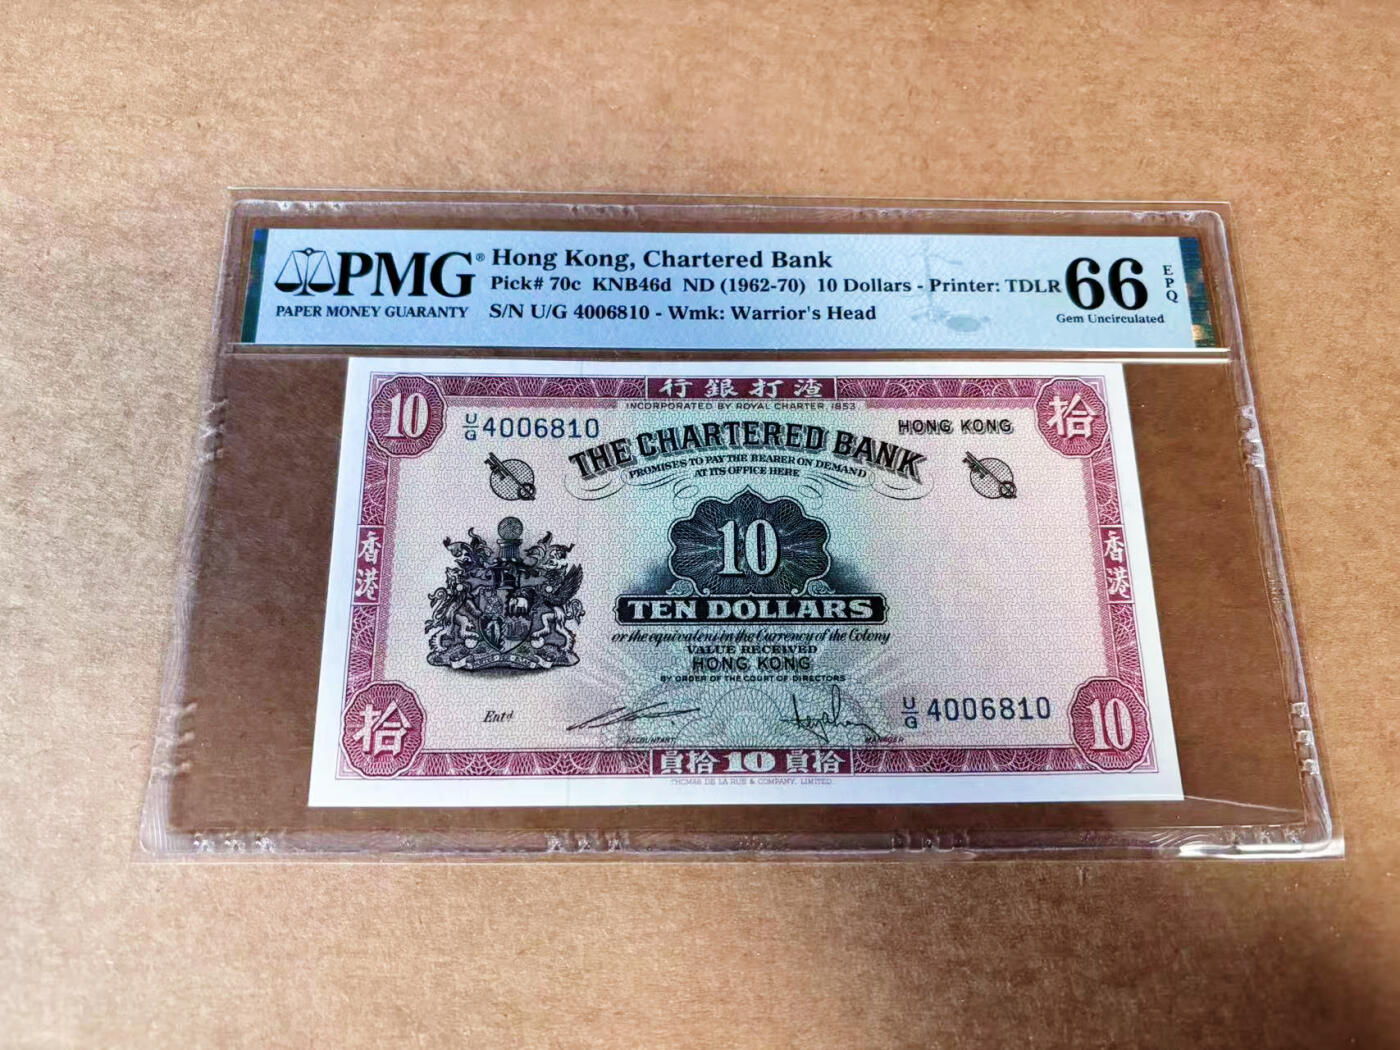 PMG®
PAPER MONEY GUARANTY
Hong Kong, Chartered Bank
Pick# 70c KNB46d ND (1962-70) 10 Dollars - Printer: TDLR
S/N U/G 4006810 - Wmk: Warrior's Head
66
EPQ
Gem Uncirculated
行銀打渣
INCORPORATED BY ROYAL CHARTER, 1853
10
U/G 4006810
HONG KONG
拾
THE CHARTERED BANK
PROMISES TO PAY THE BEARER ON DEMAND
AT ITS OFFICE HERE
香港
10
香港
TEN DOLLARS
or the equivalent in the Currency of the Colony
VALUE RECEIVED
HONG KONG
BY ORDER OF THE COURT OF DIRECTORS
拾
Entd
ACCOUNTANT
MANAGER
U/G 4006810
10
員拾 10 員拾
THOMAS DE LA RUE & COMPANY, LIMITED.